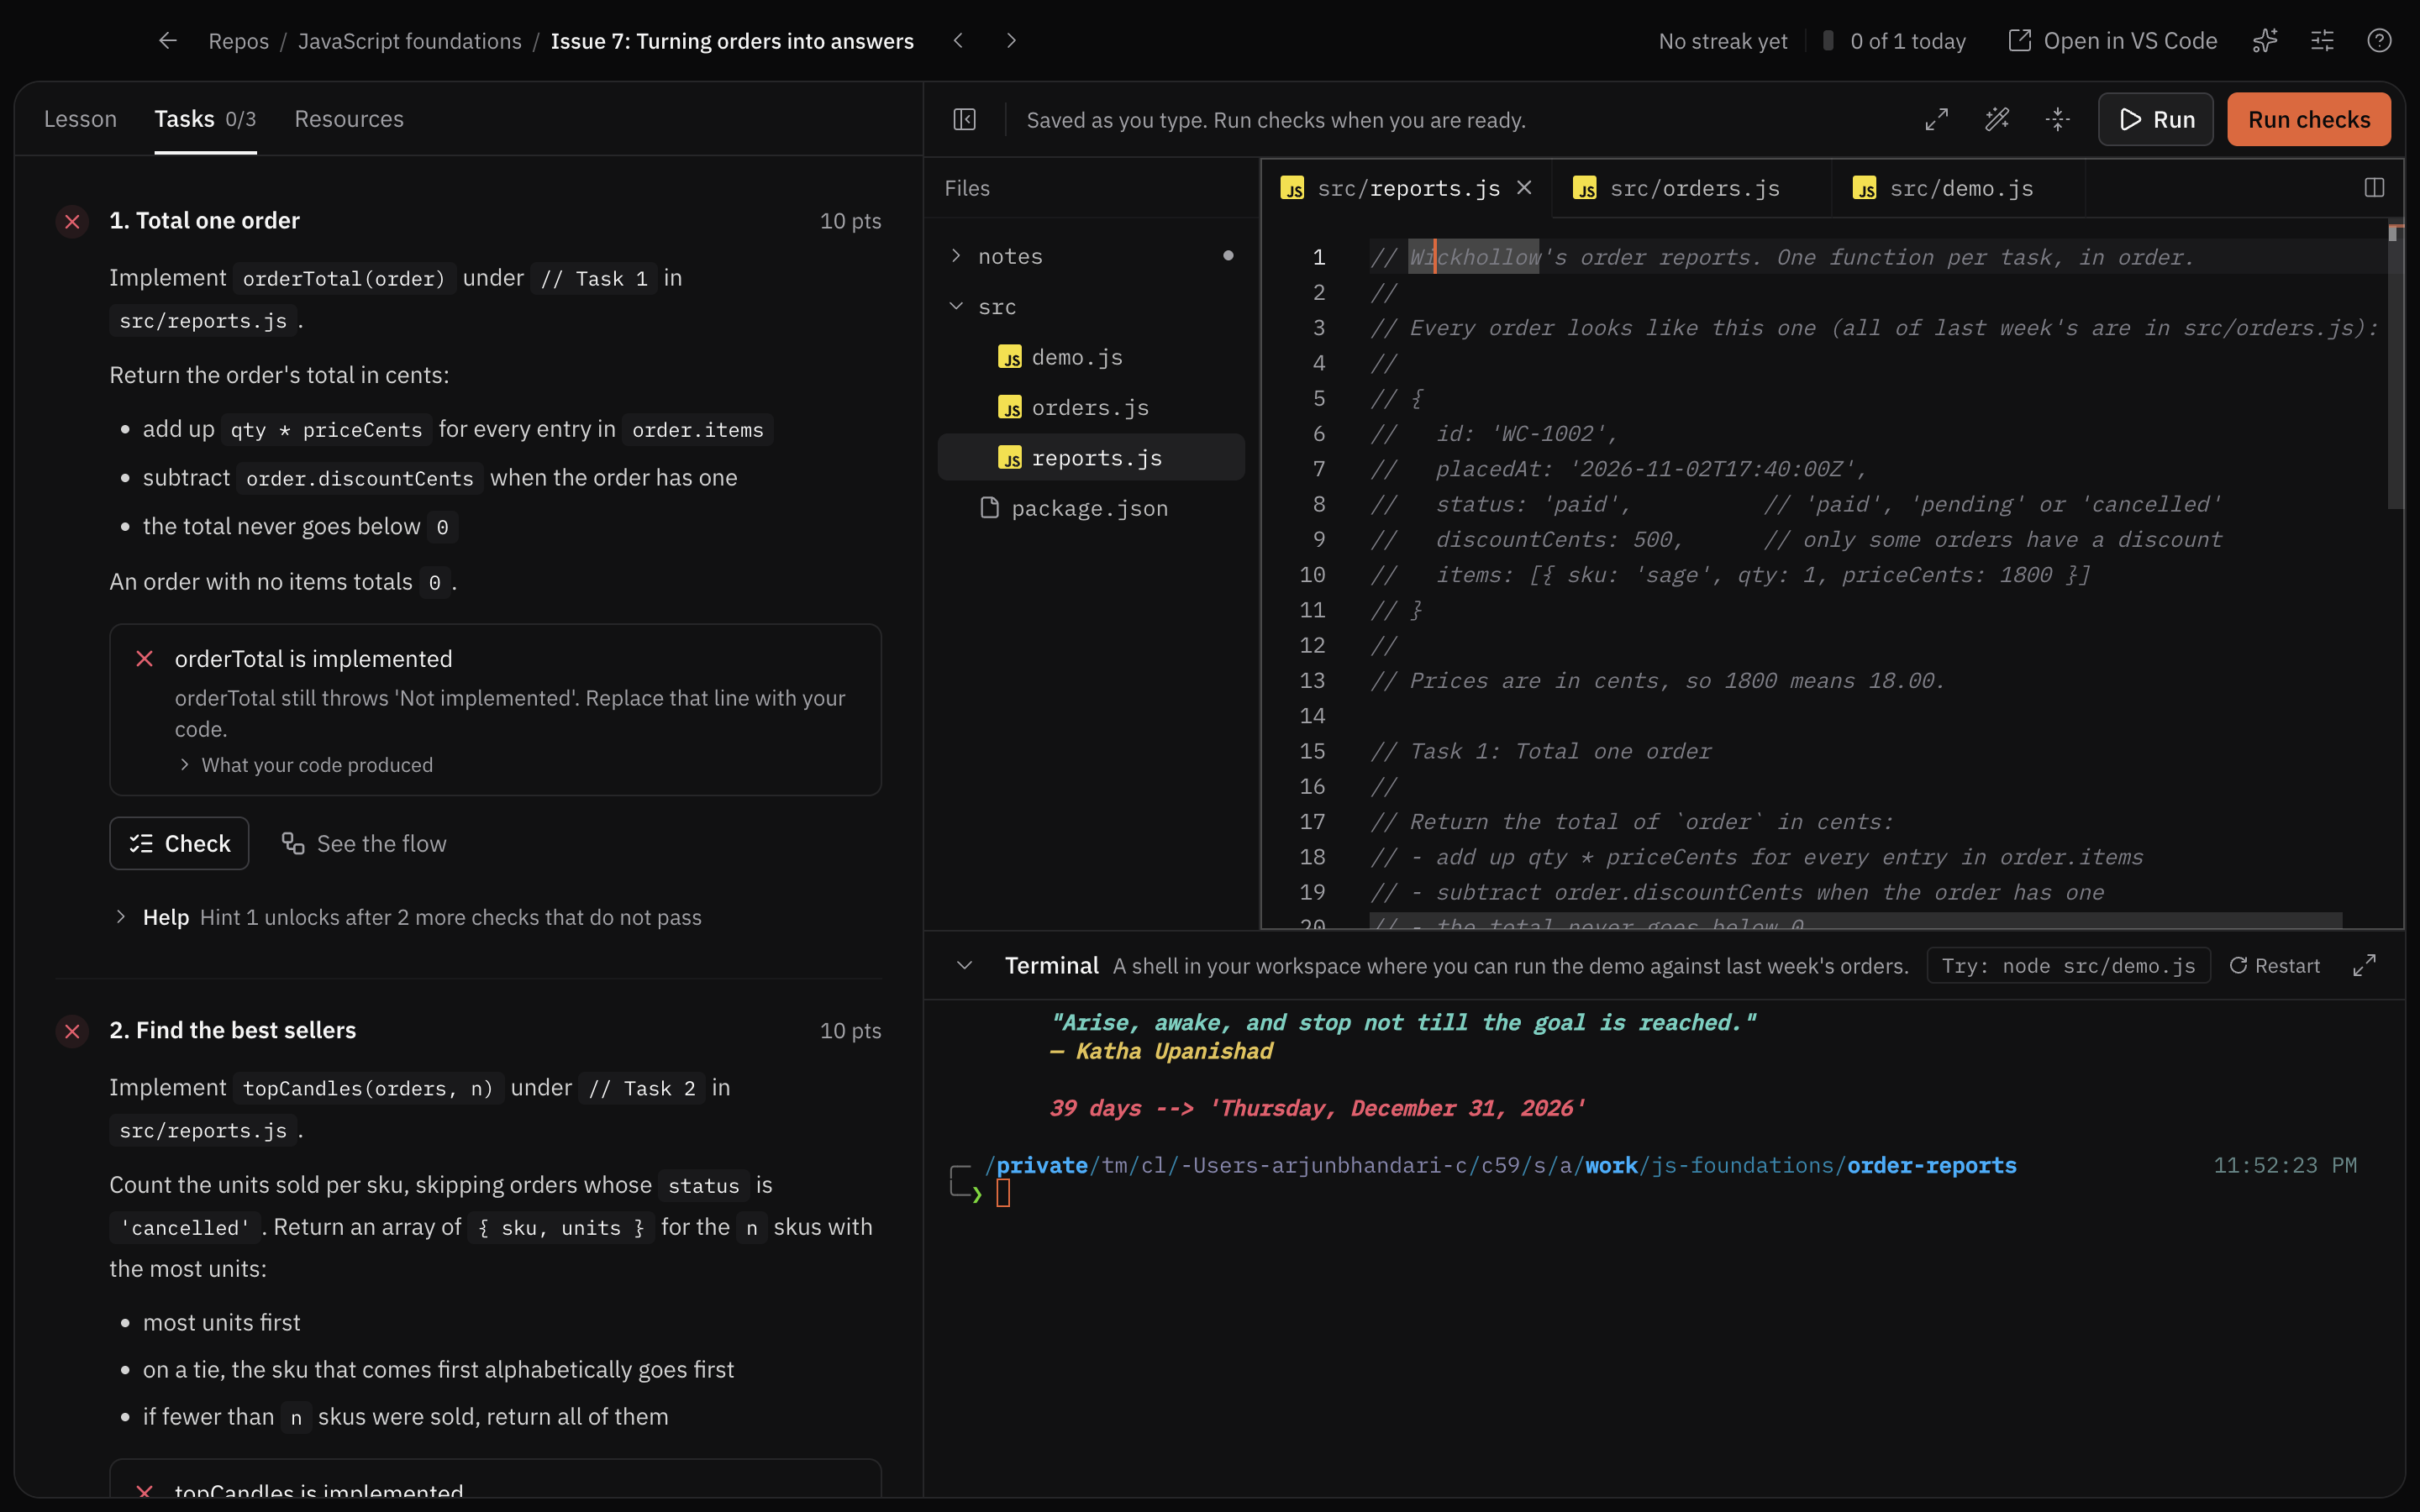 Repos / JavaScript foundations / Issue 7: Turning orders into answers
No streak yet
0 of 1 today
Open in VS Code
Lesson
Tasks 0/3
Resources
Saved as you type. Run checks when you are ready.
Run
Run checks
1. Total one order
10 pts
Implement orderTotal(order) under // Task 1 in
src/reports.js .
Return the order's total in cents:
• add up qty * priceCents for every entry in order.items
• subtract order.discountCents when the order has one
• the total never goes below 0
An order with no items totals 0 .
orderTotal is implemented
orderTotal still throws 'Not implemented'. Replace that line with your
code.
What your code produced
Check
See the flow
Help Hint 1 unlocks after 2 more checks that do not pass
2. Find the best sellers
10 pts
Implement topCandles(orders, n) under // Task 2 in
src/reports.js .
Count the units sold per sku, skipping orders whose status is
'cancelled' . Return an array of { sku, units } for the n skus with
the most units:
• most units first
• on a tie, the sku that comes first alphabetically goes first
• if fewer than n skus were sold, return all of them
topCandles is implemented
Files
notes
src
JS demo.js
JS orders.js
JS reports.js
package.json
JS src/reports.js
JS src/orders.js
JS src/demo.js
1 // Wickhollow's order reports. One function per task, in order.
2 //
3 // Every order looks like this one (all of last week's are in src/orders.js):
4 //
5 // {
6 //   id: 'WC-1002',
7 //   placedAt: '2026-11-02T17:40:00Z',
8 //   status: 'paid',          // 'paid', 'pending' or 'cancelled'
9 //   discountCents: 500,      // only some orders have a discount
10 //   items: [{ sku: 'sage', qty: 1, priceCents: 1800 }]
11 // }
12 //
13 // Prices are in cents, so 1800 means 18.00.
14
15 // Task 1: Total one order
16 //
17 // Return the total of `order` in cents:
18 // - add up qty * priceCents for every entry in order.items
19 // - subtract order.discountCents when the order has one
20 // - the total never goes below 0
Terminal A shell in your workspace where you can run the demo against last week's orders.
Try: node src/demo.js
Restart
"Arise, awake, and stop not till the goal is reached."
— Katha Upanishad
39 days --> 'Thursday, December 31, 2026'
/private/tm/cl/-Users-arjunbhandari-c/c59/s/a/work/js-foundations/order-reports
11:52:23 PM
❯